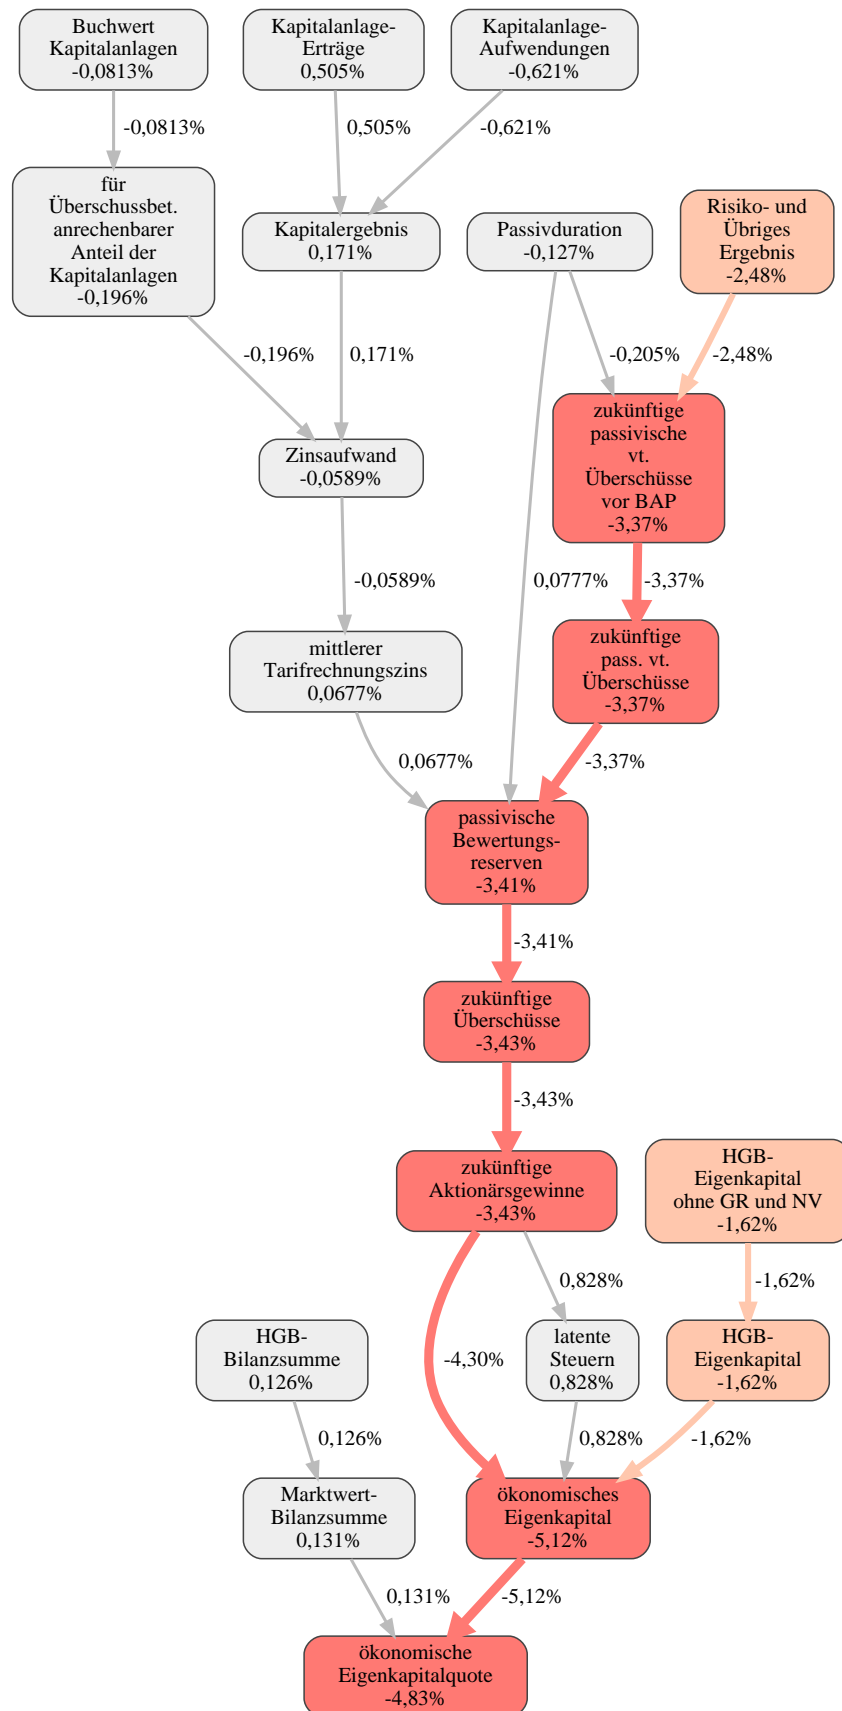 Buchwert
Kapitalanlagen
-0,0813%
Kapitalanlage-
Erträge
0,505%
Kapitalanlage-
Aufwendungen
-0,621%
-0,0813%
0,505%
-0,621%
für
Überschussbet.
anrechenbarer
Anteil der
Kapitalanlagen
-0,196%
Kapitalergebnis
0,171%
Passivduration
-0,127%
Risiko- und
Übriges
Ergebnis
-2,48%
-0,196%
0,171%
-0,205%
-2,48%
Zinsaufwand
-0,0589%
zukünftige
passivische
vt.
Überschüsse
vor BAP
-3,37%
-0,0589%
0,0777%
-3,37%
mittlerer
Tarifrechnungszins
0,0677%
zukünftige
pass. vt.
Überschüsse
-3,37%
0,0677%
-3,37%
passivische
Bewertungs-
reserven
-3,41%
-3,41%
zukünftige
Überschüsse
-3,43%
-3,43%
zukünftige
Aktionärsgewinne
-3,43%
HGB-
Eigenkapital
ohne GR und NV
-1,62%
0,828%
-1,62%
HGB-
Bilanzsumme
0,126%
-4,30%
latente
Steuern
0,828%
HGB-
Eigenkapital
-1,62%
0,126%
0,828%
-1,62%
Marktwert-
Bilanzsumme
0,131%
ökonomisches
Eigenkapital
-5,12%
0,131%
-5,12%
ökonomische
Eigenkapitalquote
-4,83%